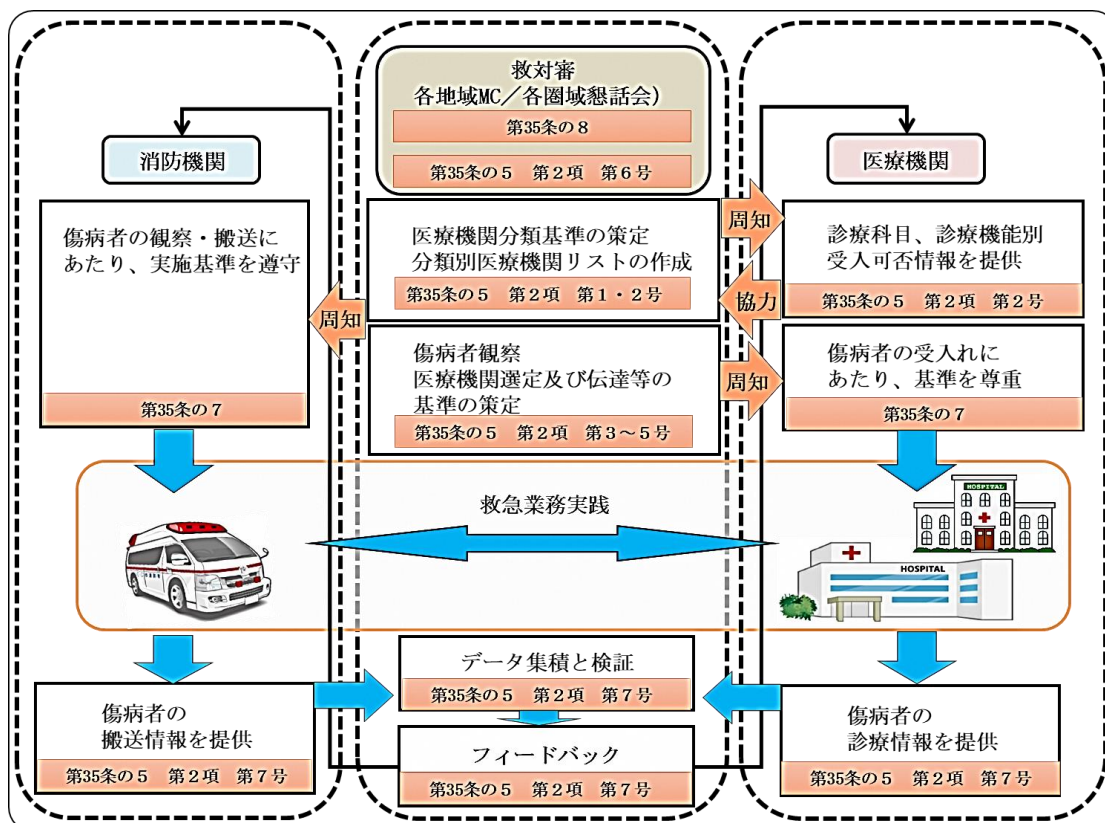 救対審
各地域MC／各圏域懇話会）
第35条の８
第35条の５　第２項　第６号
消防機関
傷病者の観察・搬送に
あたり、実施基準を遵守
第35条の７
周知
医療機関分類基準の策定
分類別医療機関リストの作成
第35条の５　第２項　第１・２号
傷病者観察
医療機関選定及び伝達等の
基準の策定
第35条の５　第２項　第３～５号
周知
協力
周知
医療機関
診療科目、診療機能別
受入可否情報を提供
第35条の５　第２項　第２号
傷病者の受入れに
あたり、基準を尊重
第35条の７
救急業務実践
HOSPITAL
HOSPITAL
傷病者の
搬送情報を提供
第35条の５　第２項　第７号
データ集積と検証
第35条の５　第２項　第７号
フィードバック
第35条の５　第２項　第７号
傷病者の
診療情報を提供
第35条の５　第２項　第７号